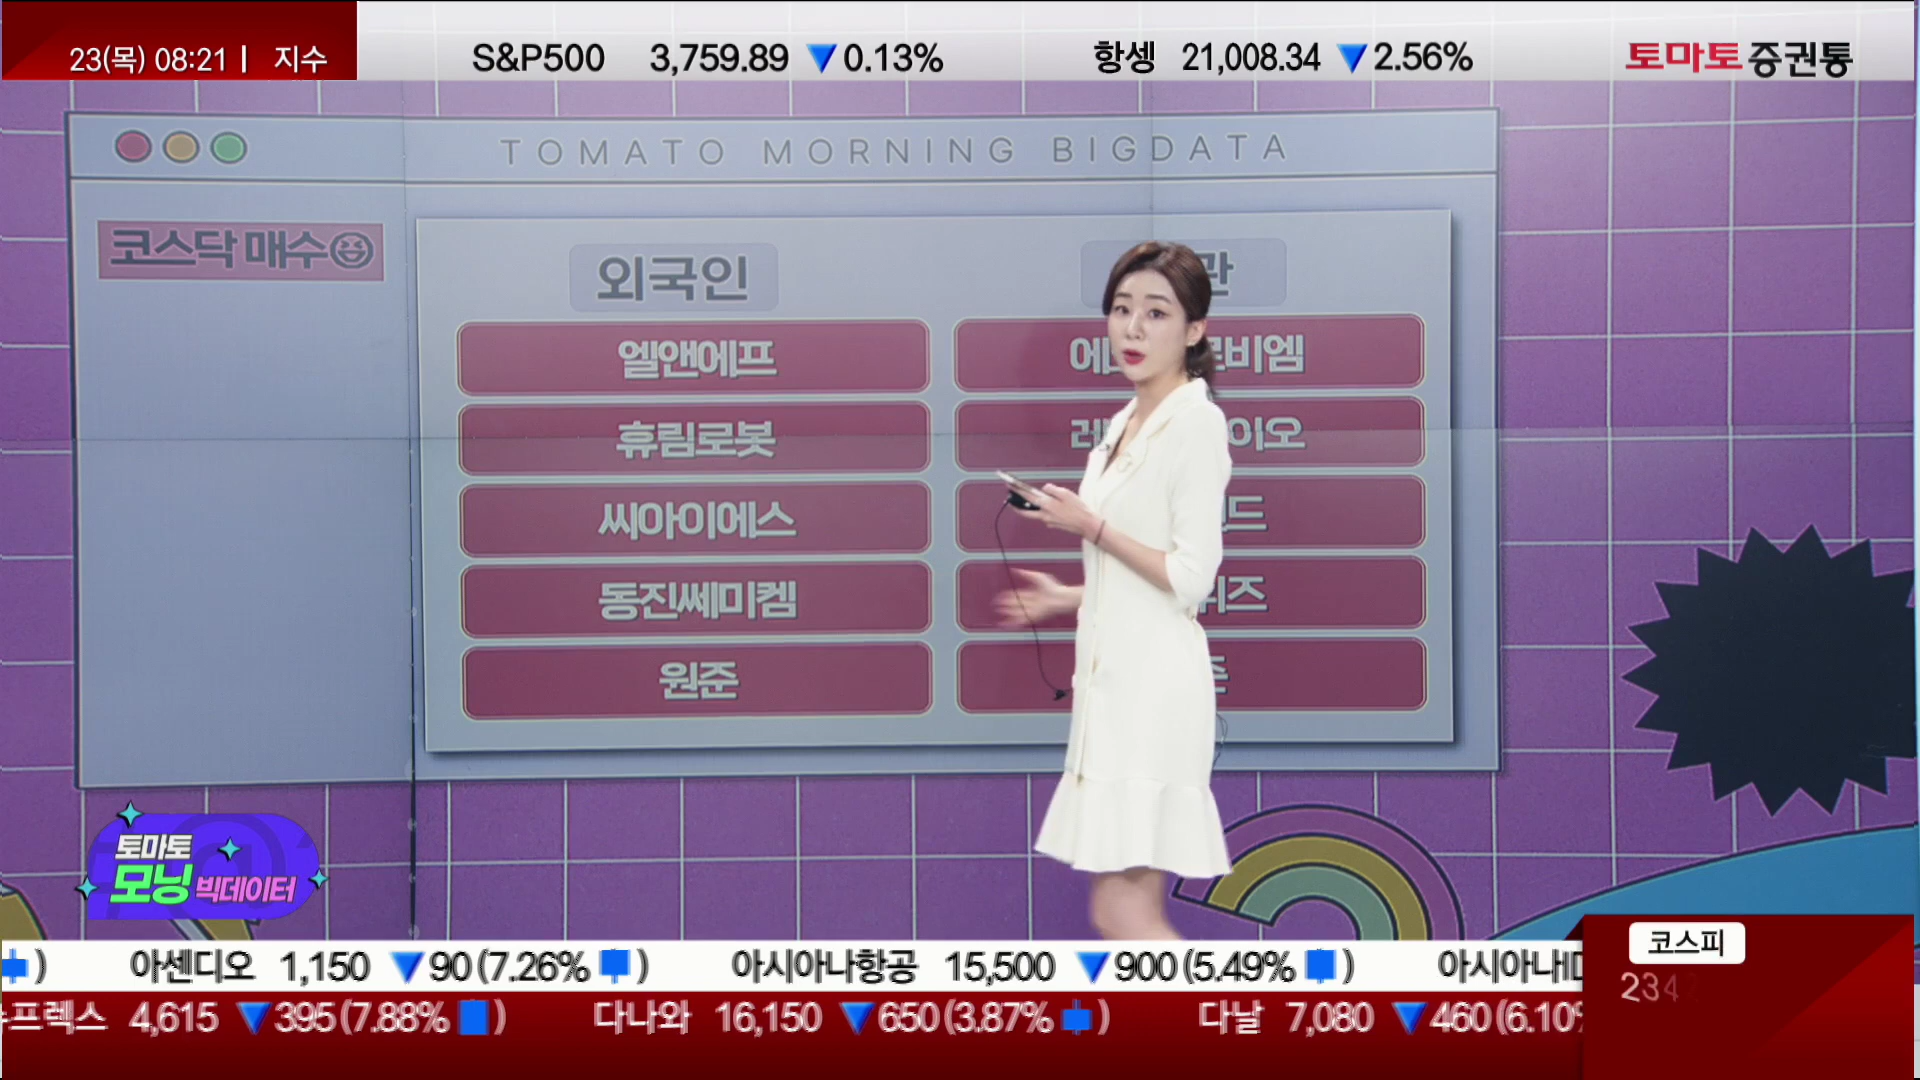 23(목) 08:21 | 지수 S&P500 3,759.89 ▼0.13% 항셍 21,008.34 ▼2.56% 토마토증권통
TOMATO MORNING BIGDATA
코스닥 매수
외국인
엘앤에프
휴림로봇
씨아이에스
동진쎄미켐
원준
토마토
모닝 빅데이터
아센디오 1,150 ▼90(7.26% ) 아시아나항공 15,500 ▼900(5.49% )
4,615 ▼395(7.88% ) 다나와 16,150 ▼650(3.87% ) 다날 7,080 ▼460(6.10%
코스피
234